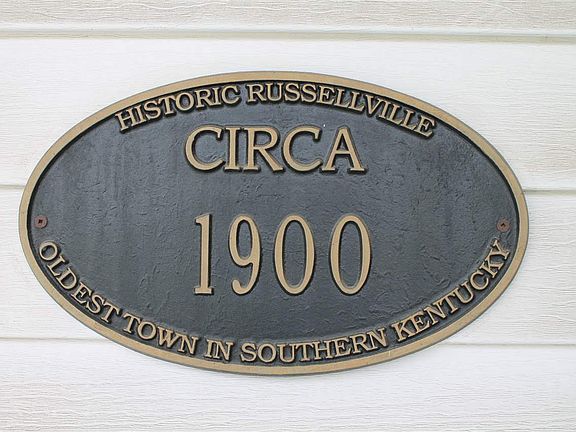 HISTORIC RUSSELLVILLE
CIRCA
1900
OLDEST TOWN IN SOUTHERN KENTUCKY